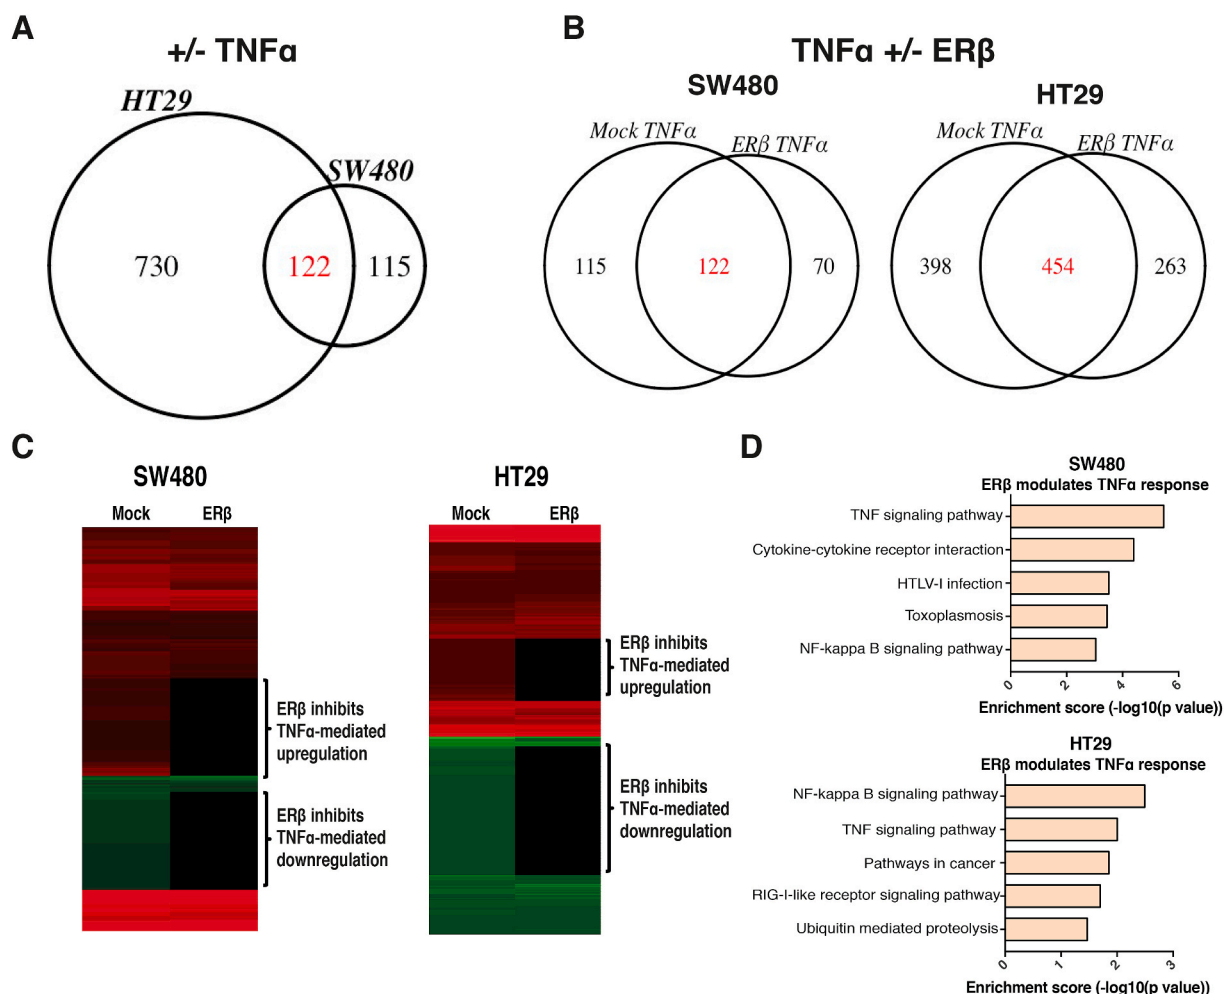 A
+/- TNFα
HT29
SW480
730
122
115
B
TNFα +/- ERβ
SW480
Mock TNFα
ERβ TNFα
115
122
70
HT29
Mock TNFα
ERβ TNFα
398
454
263
C
SW480
Mock
ERβ
ERβ inhibits
TNFα-mediated
upregulation
ERβ inhibits
TNFα-mediated
downregulation
HT29
Mock
ERβ
ERβ inhibits
TNFα-mediated
upregulation
ERβ inhibits
TNFα-mediated
downregulation
D
SW480
ERβ modulates TNFα response
TNF signaling pathway
Cytokine-cytokine receptor interaction
HTLV-I infection
Toxoplasmosis
NF-kappa B signaling pathway
0 2 4 6
Enrichment score (-log10(p value))
HT29
ERβ modulates TNFα response
NF-kappa B signaling pathway
TNF signaling pathway
Pathways in cancer
RIG-I-like receptor signaling pathway
Ubiquitin mediated proteolysis
0 1 2 3
Enrichment score (-log10(p value))